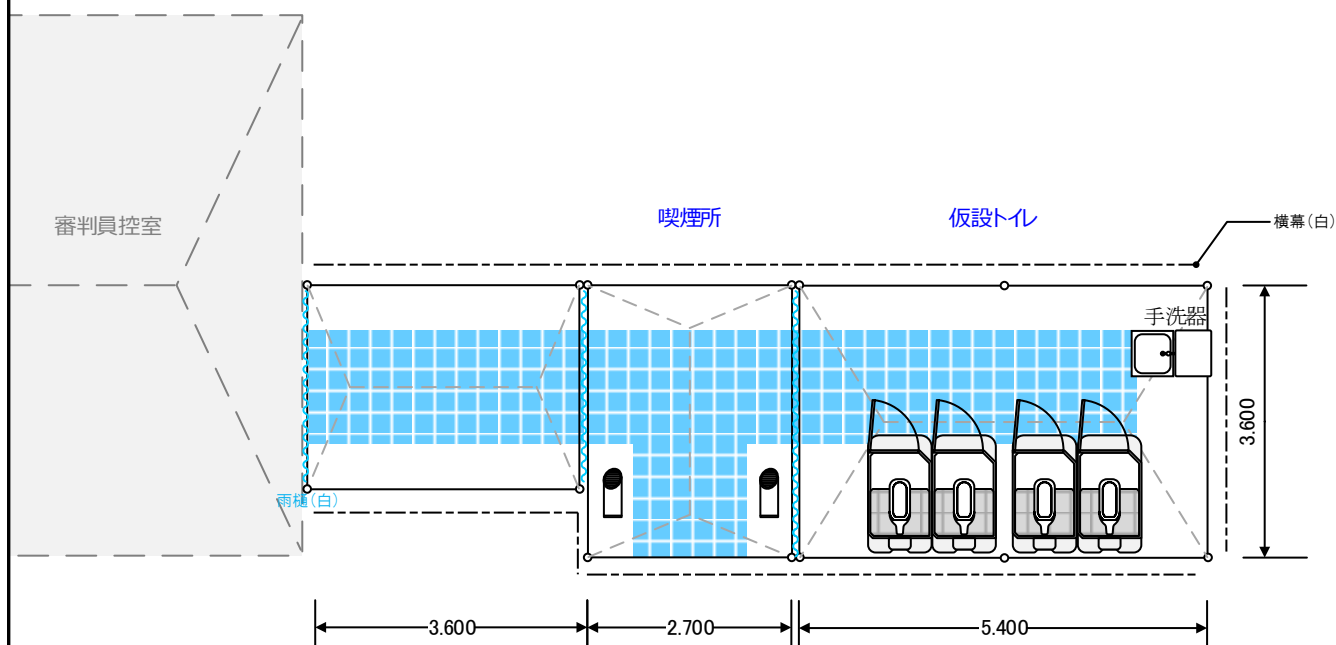 喫煙所
仮設トイレ
審判員控室
横幕(白)
手洗器
3.600
雨樋(白)
3.600
2.700
5.400